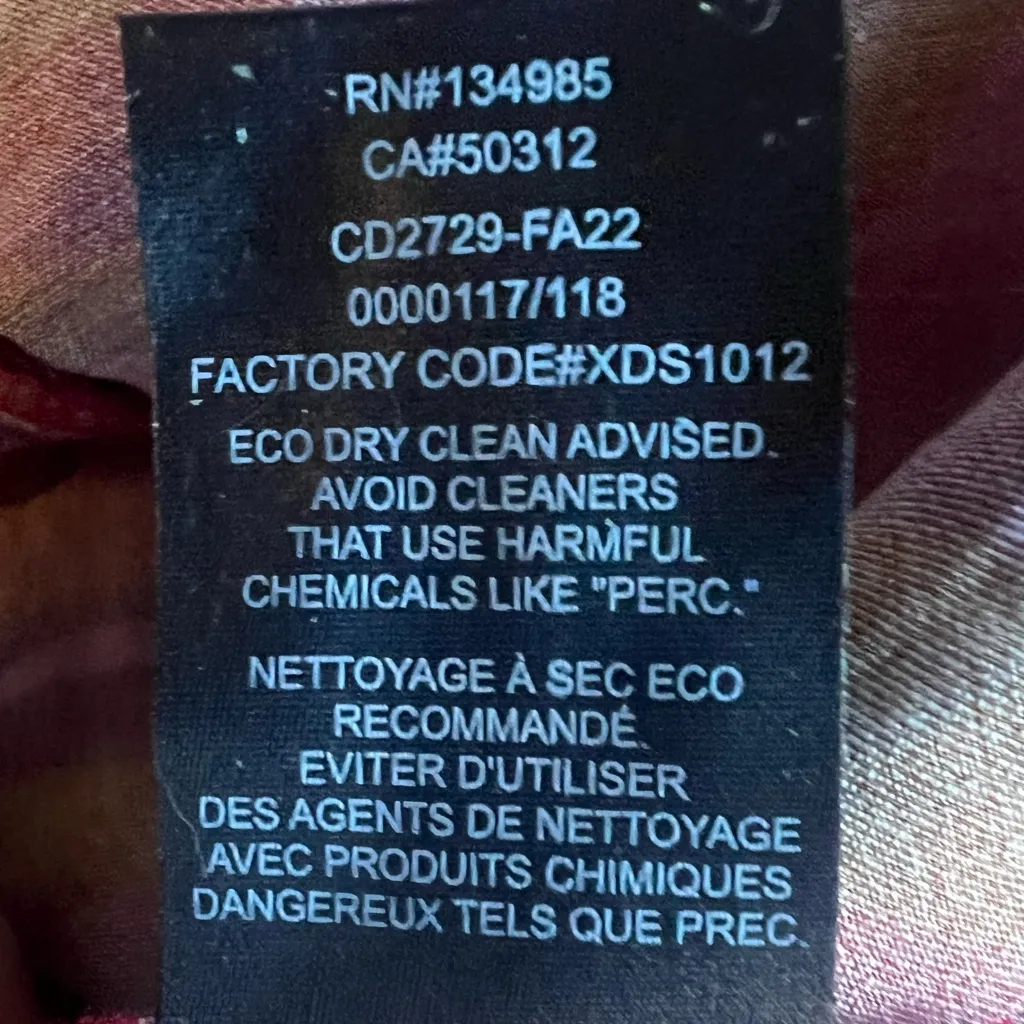 RN#134985
CA#50312
CD2729-FA22
0000117/118
FACTORY CODE#XDS1012
ECO DRY CLEAN ADVISED.
AVOID CLEANERS
THAT USE HARMFUL
CHEMICALS LIKE "PERC."
NETTOYAGE À SEC ECO
RECOMMANDÉ.
EVITER D'UTILISER
DES AGENTS DE NETTOYAGE
AVEC PRODUITS CHIMIQUES
DANGEREUX TELS QUE PREC.